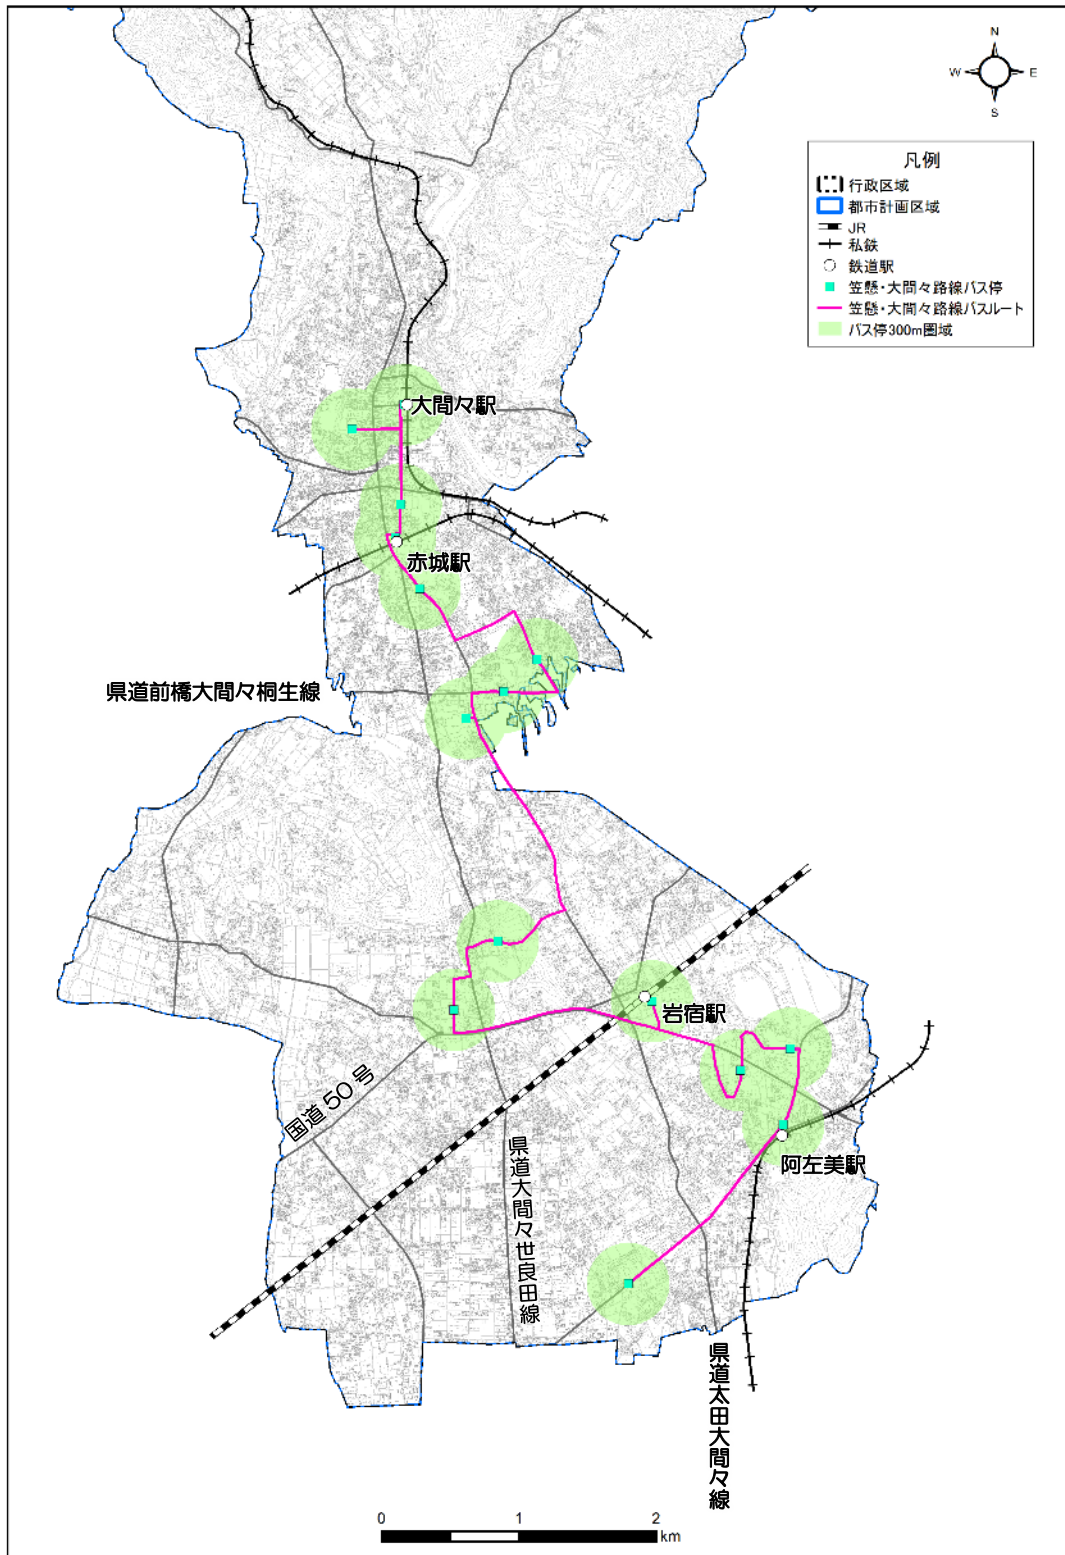 N
W
E
S
凡例
行政区域
都市計画区域
JR
私鉄
鉄道駅
笠懸・大間々路線バス停
笠懸・大間々路線バスルート
バス停300m圏域
大間々駅
赤城駅
県道前橋大間々桐生線
岩宿駅
国道50号
県道大間々世良田線
阿左美駅
県道太田大間々線
0 1 2
km